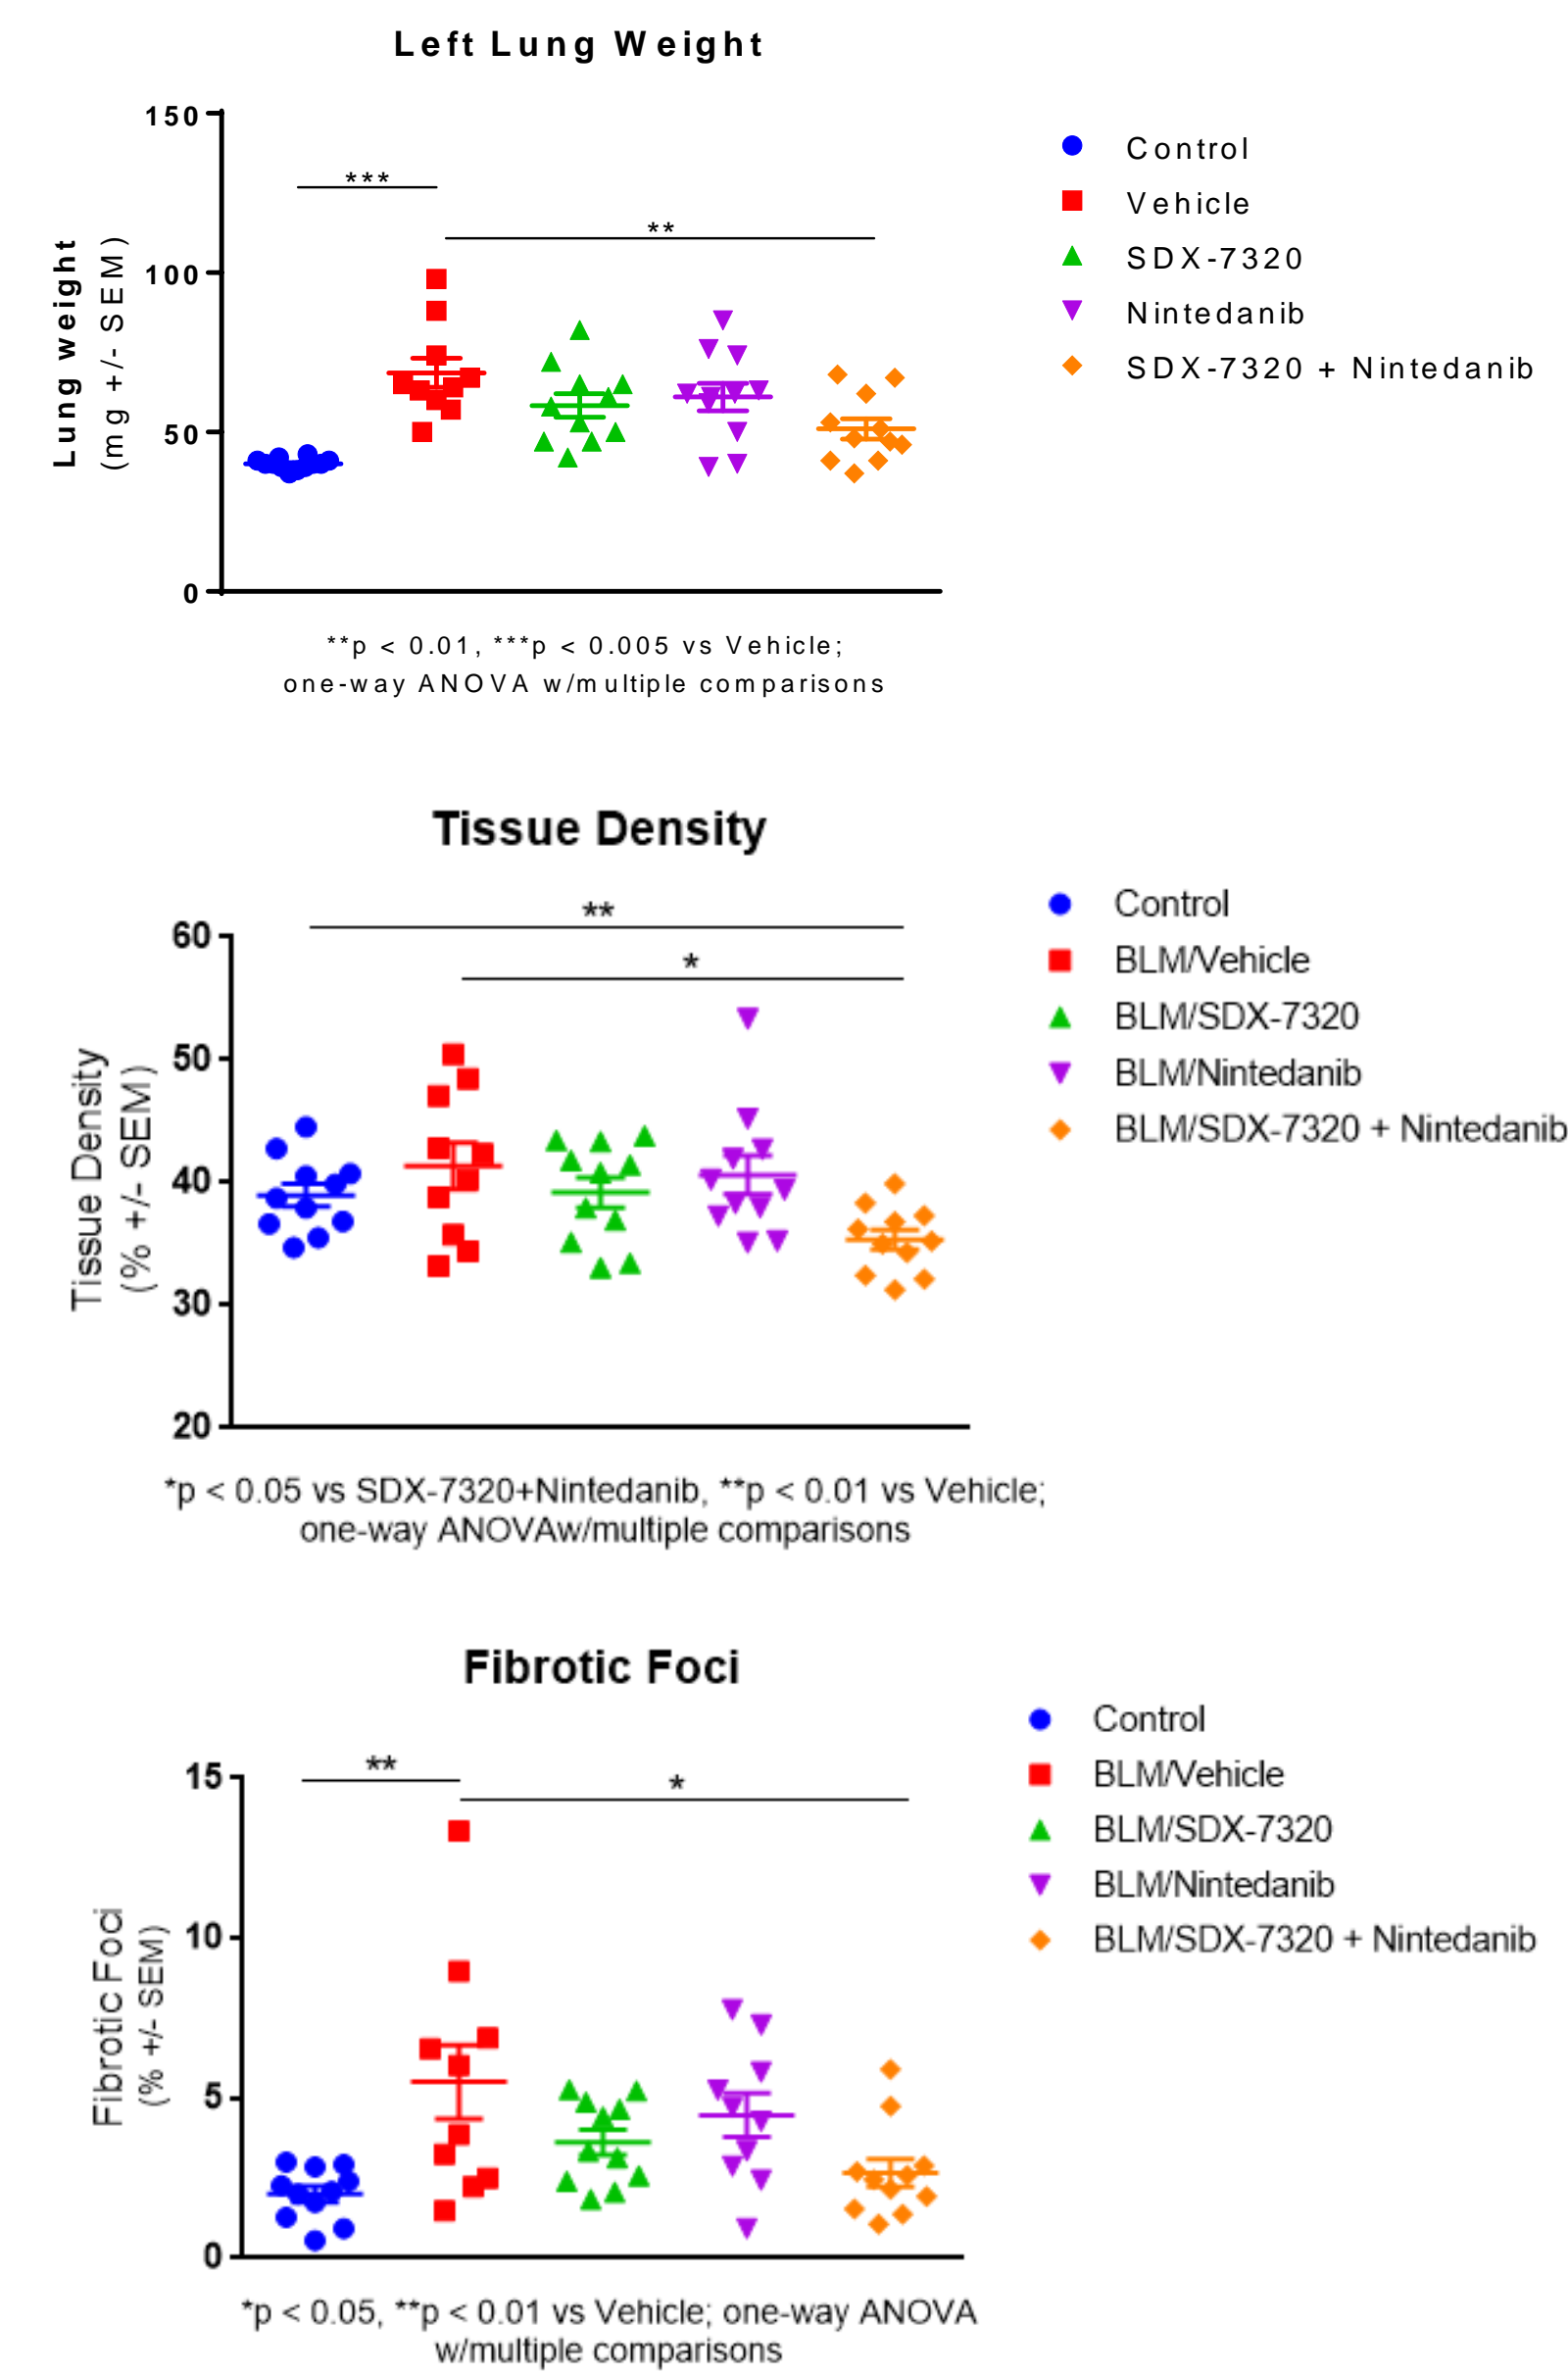 Left Lung Weight
150
100
50
0
Lung weight
(mg +/- SEM)
***
**
Control
Vehicle
SDX-7320
Nintedanib
SDX-7320 + Nintedanib
**p < 0.01, ***p < 0.005 vs Vehicle;
one-way ANOVA w/multiple comparisons
Tissue Density
60
50
40
30
20
Tissue Density
(% +/- SEM)
**
*
Control
BLM/Vehicle
BLM/SDX-7320
BLM/Nintedanib
BLM/SDX-7320 + Nintedanib
*p < 0.05 vs SDX-7320+Nintedanib, **p < 0.01 vs Vehicle;
one-way ANOVAw/multiple comparisons
Fibrotic Foci
15
10
5
0
Fibrotic Foci
(% +/- SEM)
**
*
Control
BLM/Vehicle
BLM/SDX-7320
BLM/Nintedanib
BLM/SDX-7320 + Nintedanib
*p < 0.05, **p < 0.01 vs Vehicle; one-way ANOVA
w/multiple comparisons